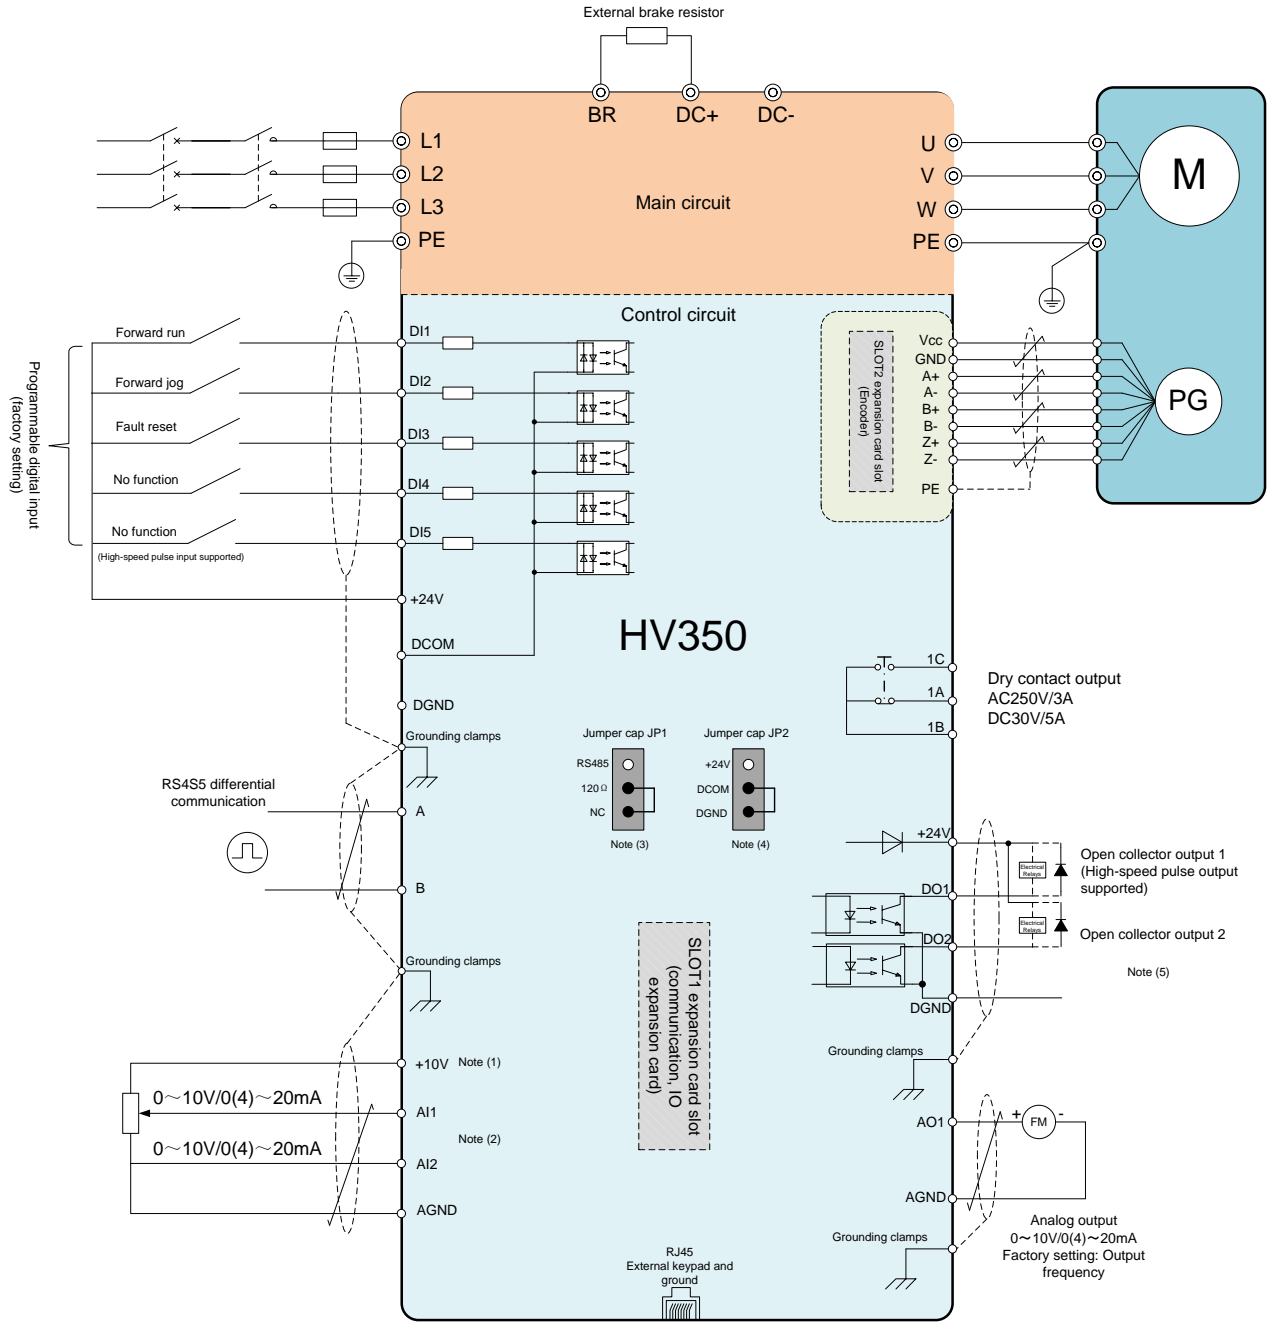 External brake resistor
BR
DC+
DC-
L1
L2
L3
PE
Main circuit
U
V
W
PE
M
Control circuit
Programmable digital input
(factory setting)
Forward run
Forward jog
Fault reset
No function
No function
(High-speed pulse input supported)
DI1
DI2
DI3
DI4
DI5
+24V
DCOM
DGND
SLOT2 expansion card slot
(Encoder)
Vcc
GND
A+
A-
B+
B-
Z+
Z-
PE
PG
HV350
1C
1A
1B
Dry contact output
AC250V/3A
DC30V/5A
Grounding clamps
RS4S5 differential
communication
A
B
Jumper cap JP1
RS485
120Ω
NC
Note (3)
Jumper cap JP2
+24V
DCOM
DGND
Note (4)
+24V
DO1
DO2
DGND
Electrical
Relays
Electrical
Relays
Open collector output 1
(High-speed pulse output
supported)
Open collector output 2
Note (5)
Grounding clamps
SLOT1 expansion card slot
(communication, IO
expansion card)
Grounding clamps
+10V
Note (1)
0～10V/0(4)～20mA
AI1
Note (2)
0～10V/0(4)～20mA
AI2
AGND
AO1
+
FM
-
AGND
Grounding clamps
Analog output
0～10V/0(4)～20mA
Factory setting: Output
frequency
RJ45
External keypad and
ground